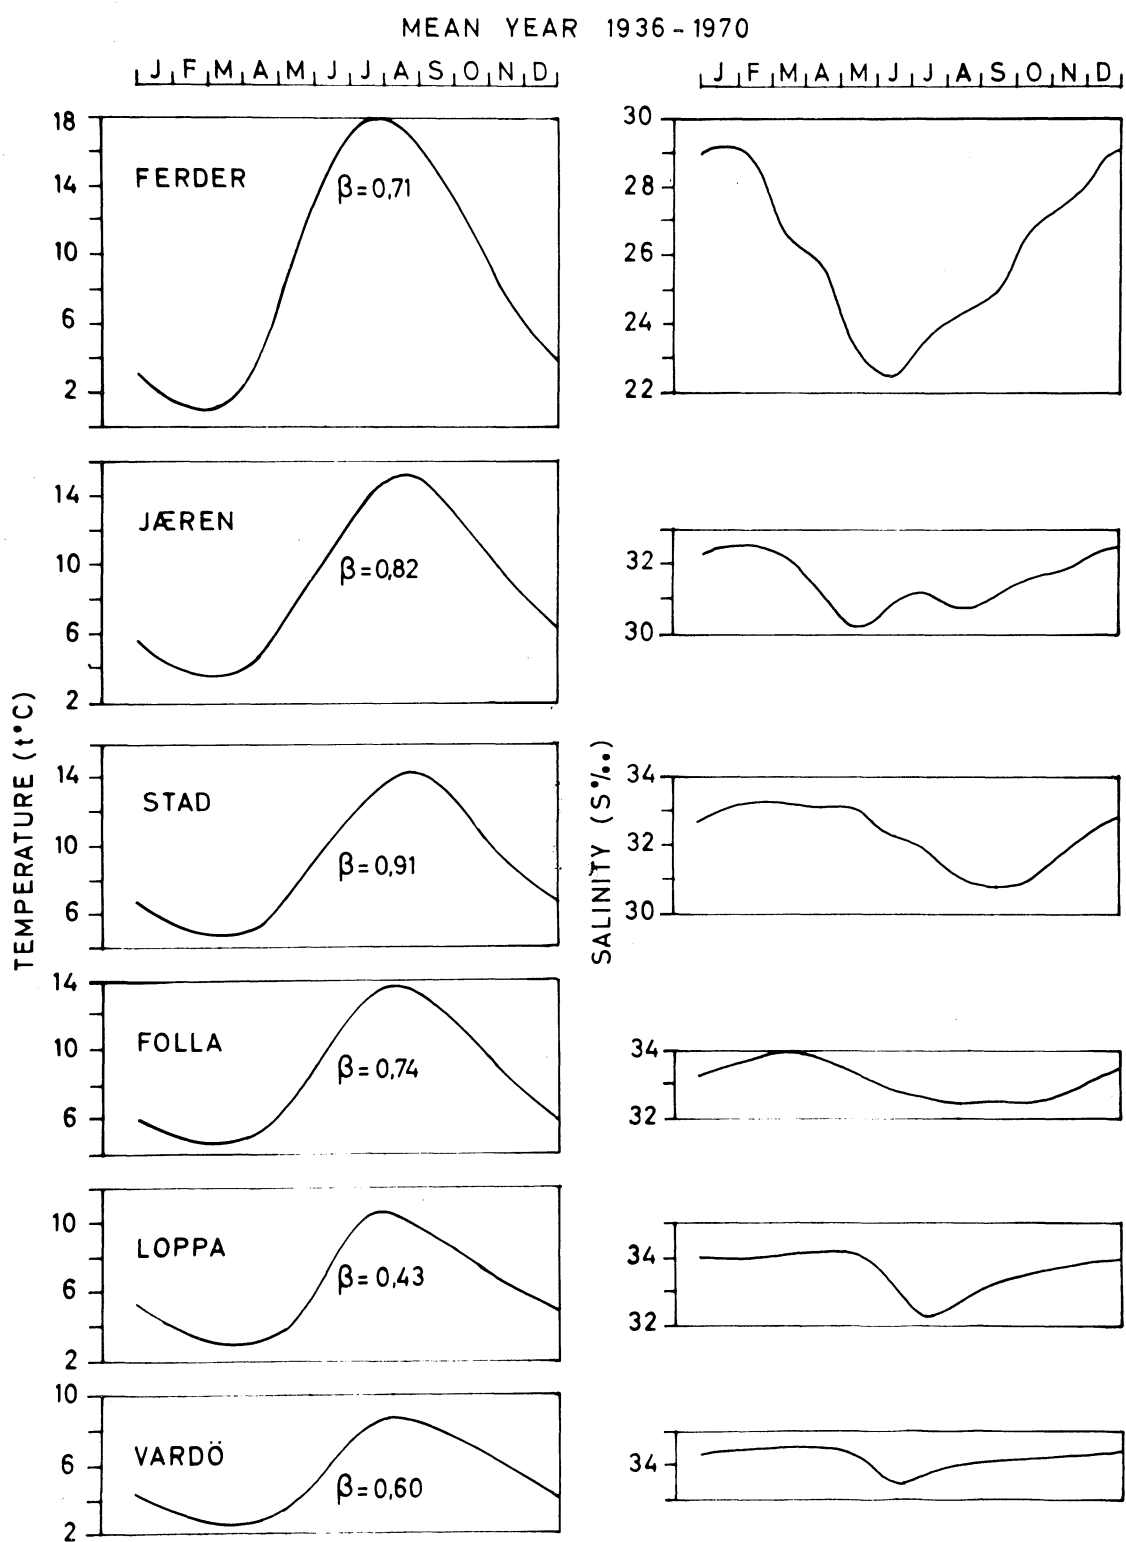 MEAN YEAR 1936-1970
J F M A M J J A S O N D
J F M A M J J A S O N D
18
14
10
6
2
FERDER
β=0,71
30
28
26
24
22
14
10
6
2
JÆREN
β=0,82
32
30
TEMPERATURE (t°C)
14
10
6
STAD
β=0,91
SALINITY (S‰)
34
32
30
14
10
6
FOLLA
β=0,74
34
32
10
6
2
LOPPA
β=0,43
34
32
10
6
2
VARDÖ
β=0,60
34